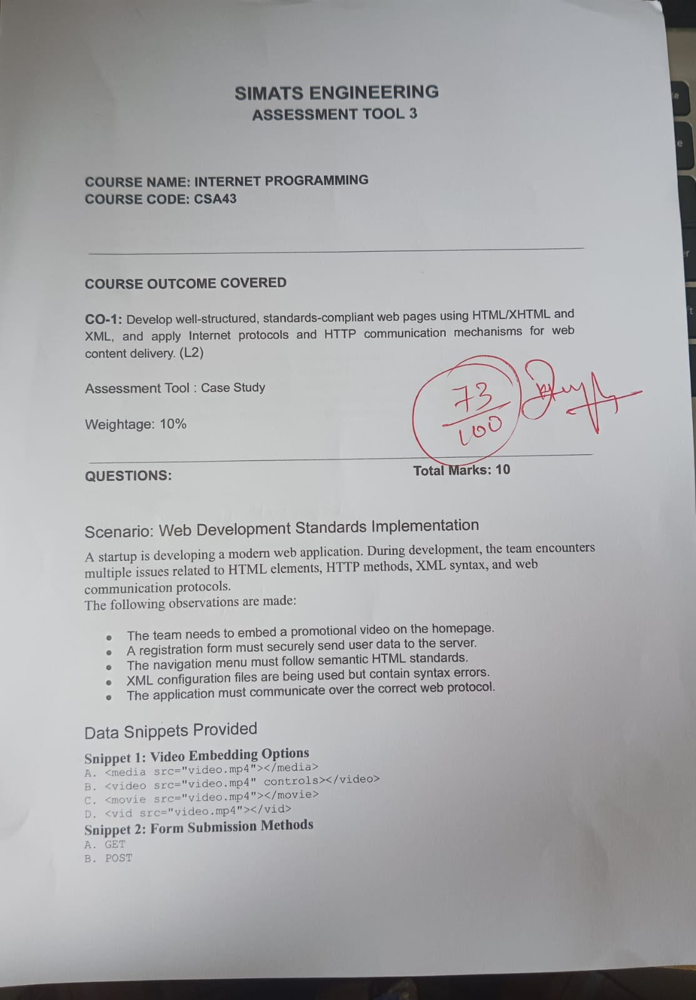 SIMATS ENGINEERING
ASSESSMENT TOOL 3
COURSE NAME: INTERNET PROGRAMMING
COURSE CODE: CSA43
COURSE OUTCOME COVERED
CO-1: Develop well-structured, standards-compliant web pages using HTML/XHTML and
XML, and apply Internet protocols and HTTP communication mechanisms for web
content delivery. (L2)
Assessment Tool : Case Study
Weightage: 10%
73
100
QUESTIONS:
Total Marks: 10
Scenario: Web Development Standards Implementation
A startup is developing a modern web application. During development, the team encounters
multiple issues related to HTML elements, HTTP methods, XML syntax, and web
communication protocols.
The following observations are made:
• The team needs to embed a promotional video on the homepage.
• A registration form must securely send user data to the server.
• The navigation menu must follow semantic HTML standards.
• XML configuration files are being used but contain syntax errors.
• The application must communicate over the correct web protocol.
Data Snippets Provided
Snippet 1: Video Embedding Options
A. <media src="video.mp4"></media>
B. <video src="video.mp4" controls></video>
C. <movie src="video.mp4"></movie>
D. <vid src="video.mp4"></vid>
Snippet 2: Form Submission Methods
A. GET
B. POST